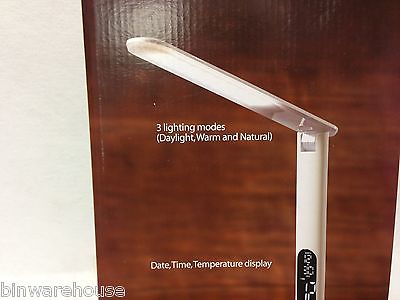 3 lighting modes
(Daylight,Warm and Natural)
Date,Time,Temperature display
binwarehouse